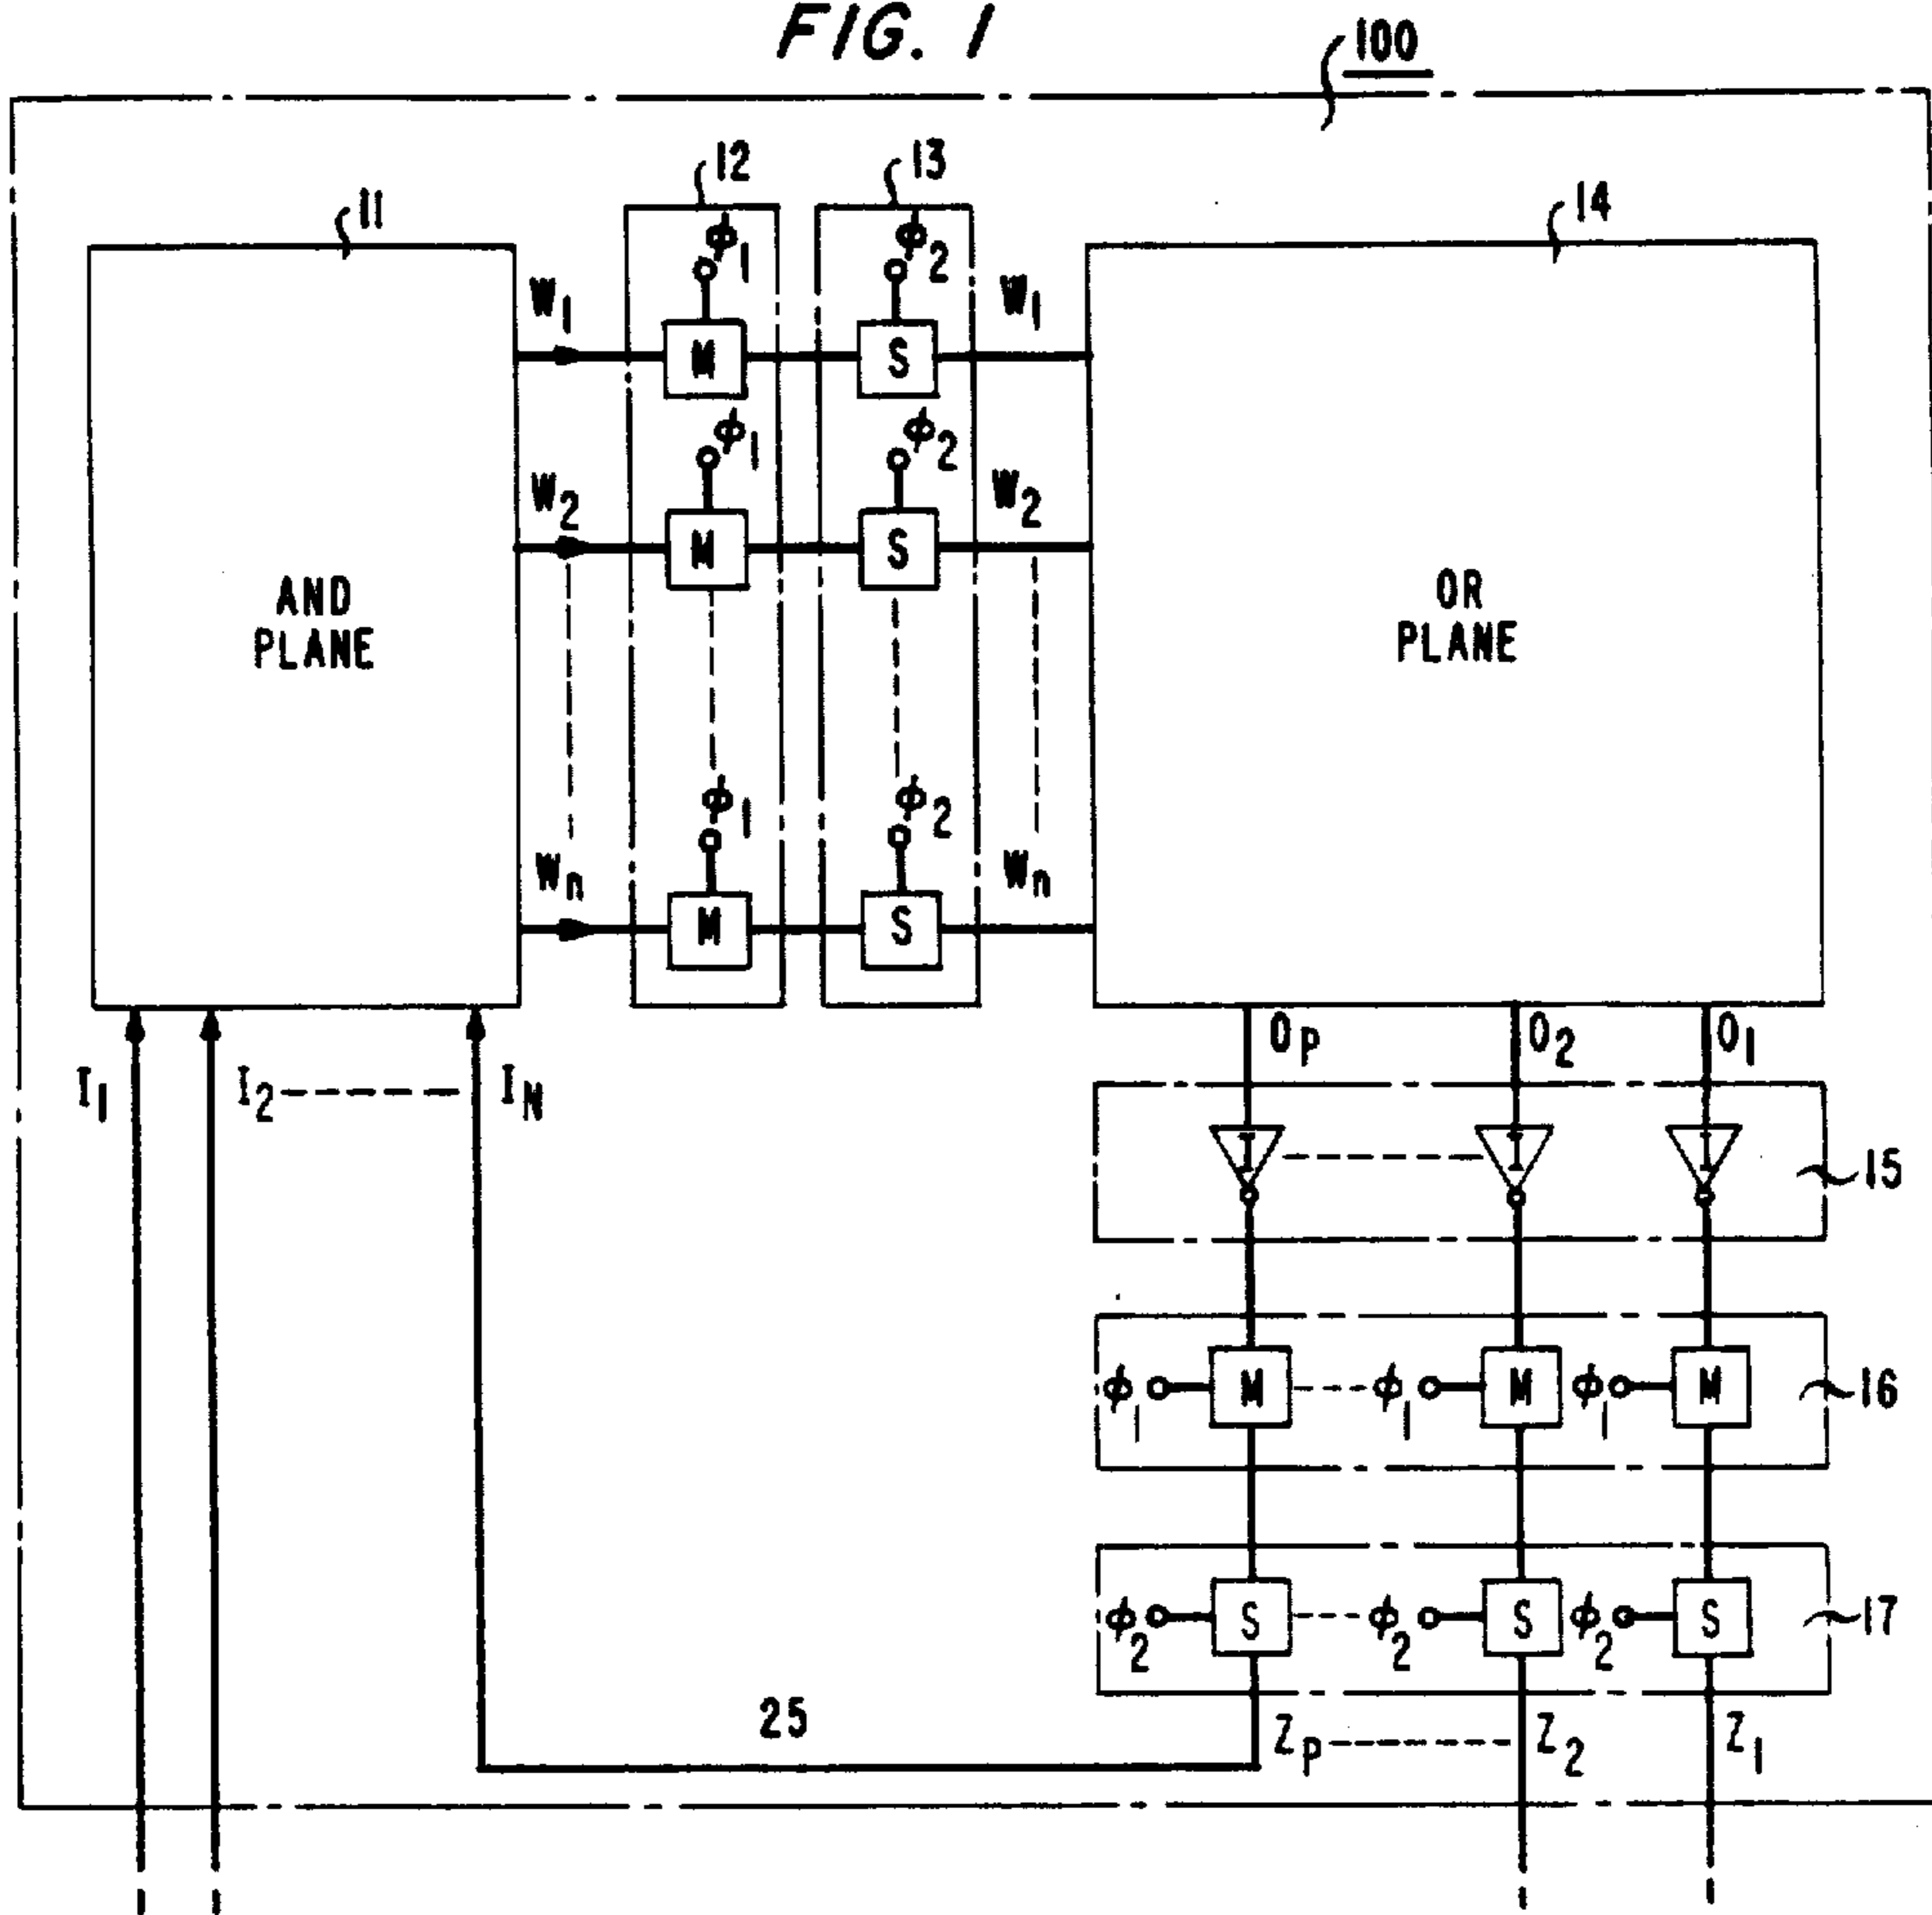 FIG. 1
100
11
12
13
14
ϕ1
ϕ2
W1
W1
M
S
ϕ1
ϕ2
W2
W2
M
S
AND
PLANE
OR
PLANE
ϕ1
ϕ2
Wn
Wn
M
S
I1
I2
IN
OP
O2
O1
I
I
I
15
ϕ1
M
ϕ1
M
ϕ1
M
16
ϕ2
S
ϕ2
S
ϕ2
S
17
25
ZP
Z2
Z1